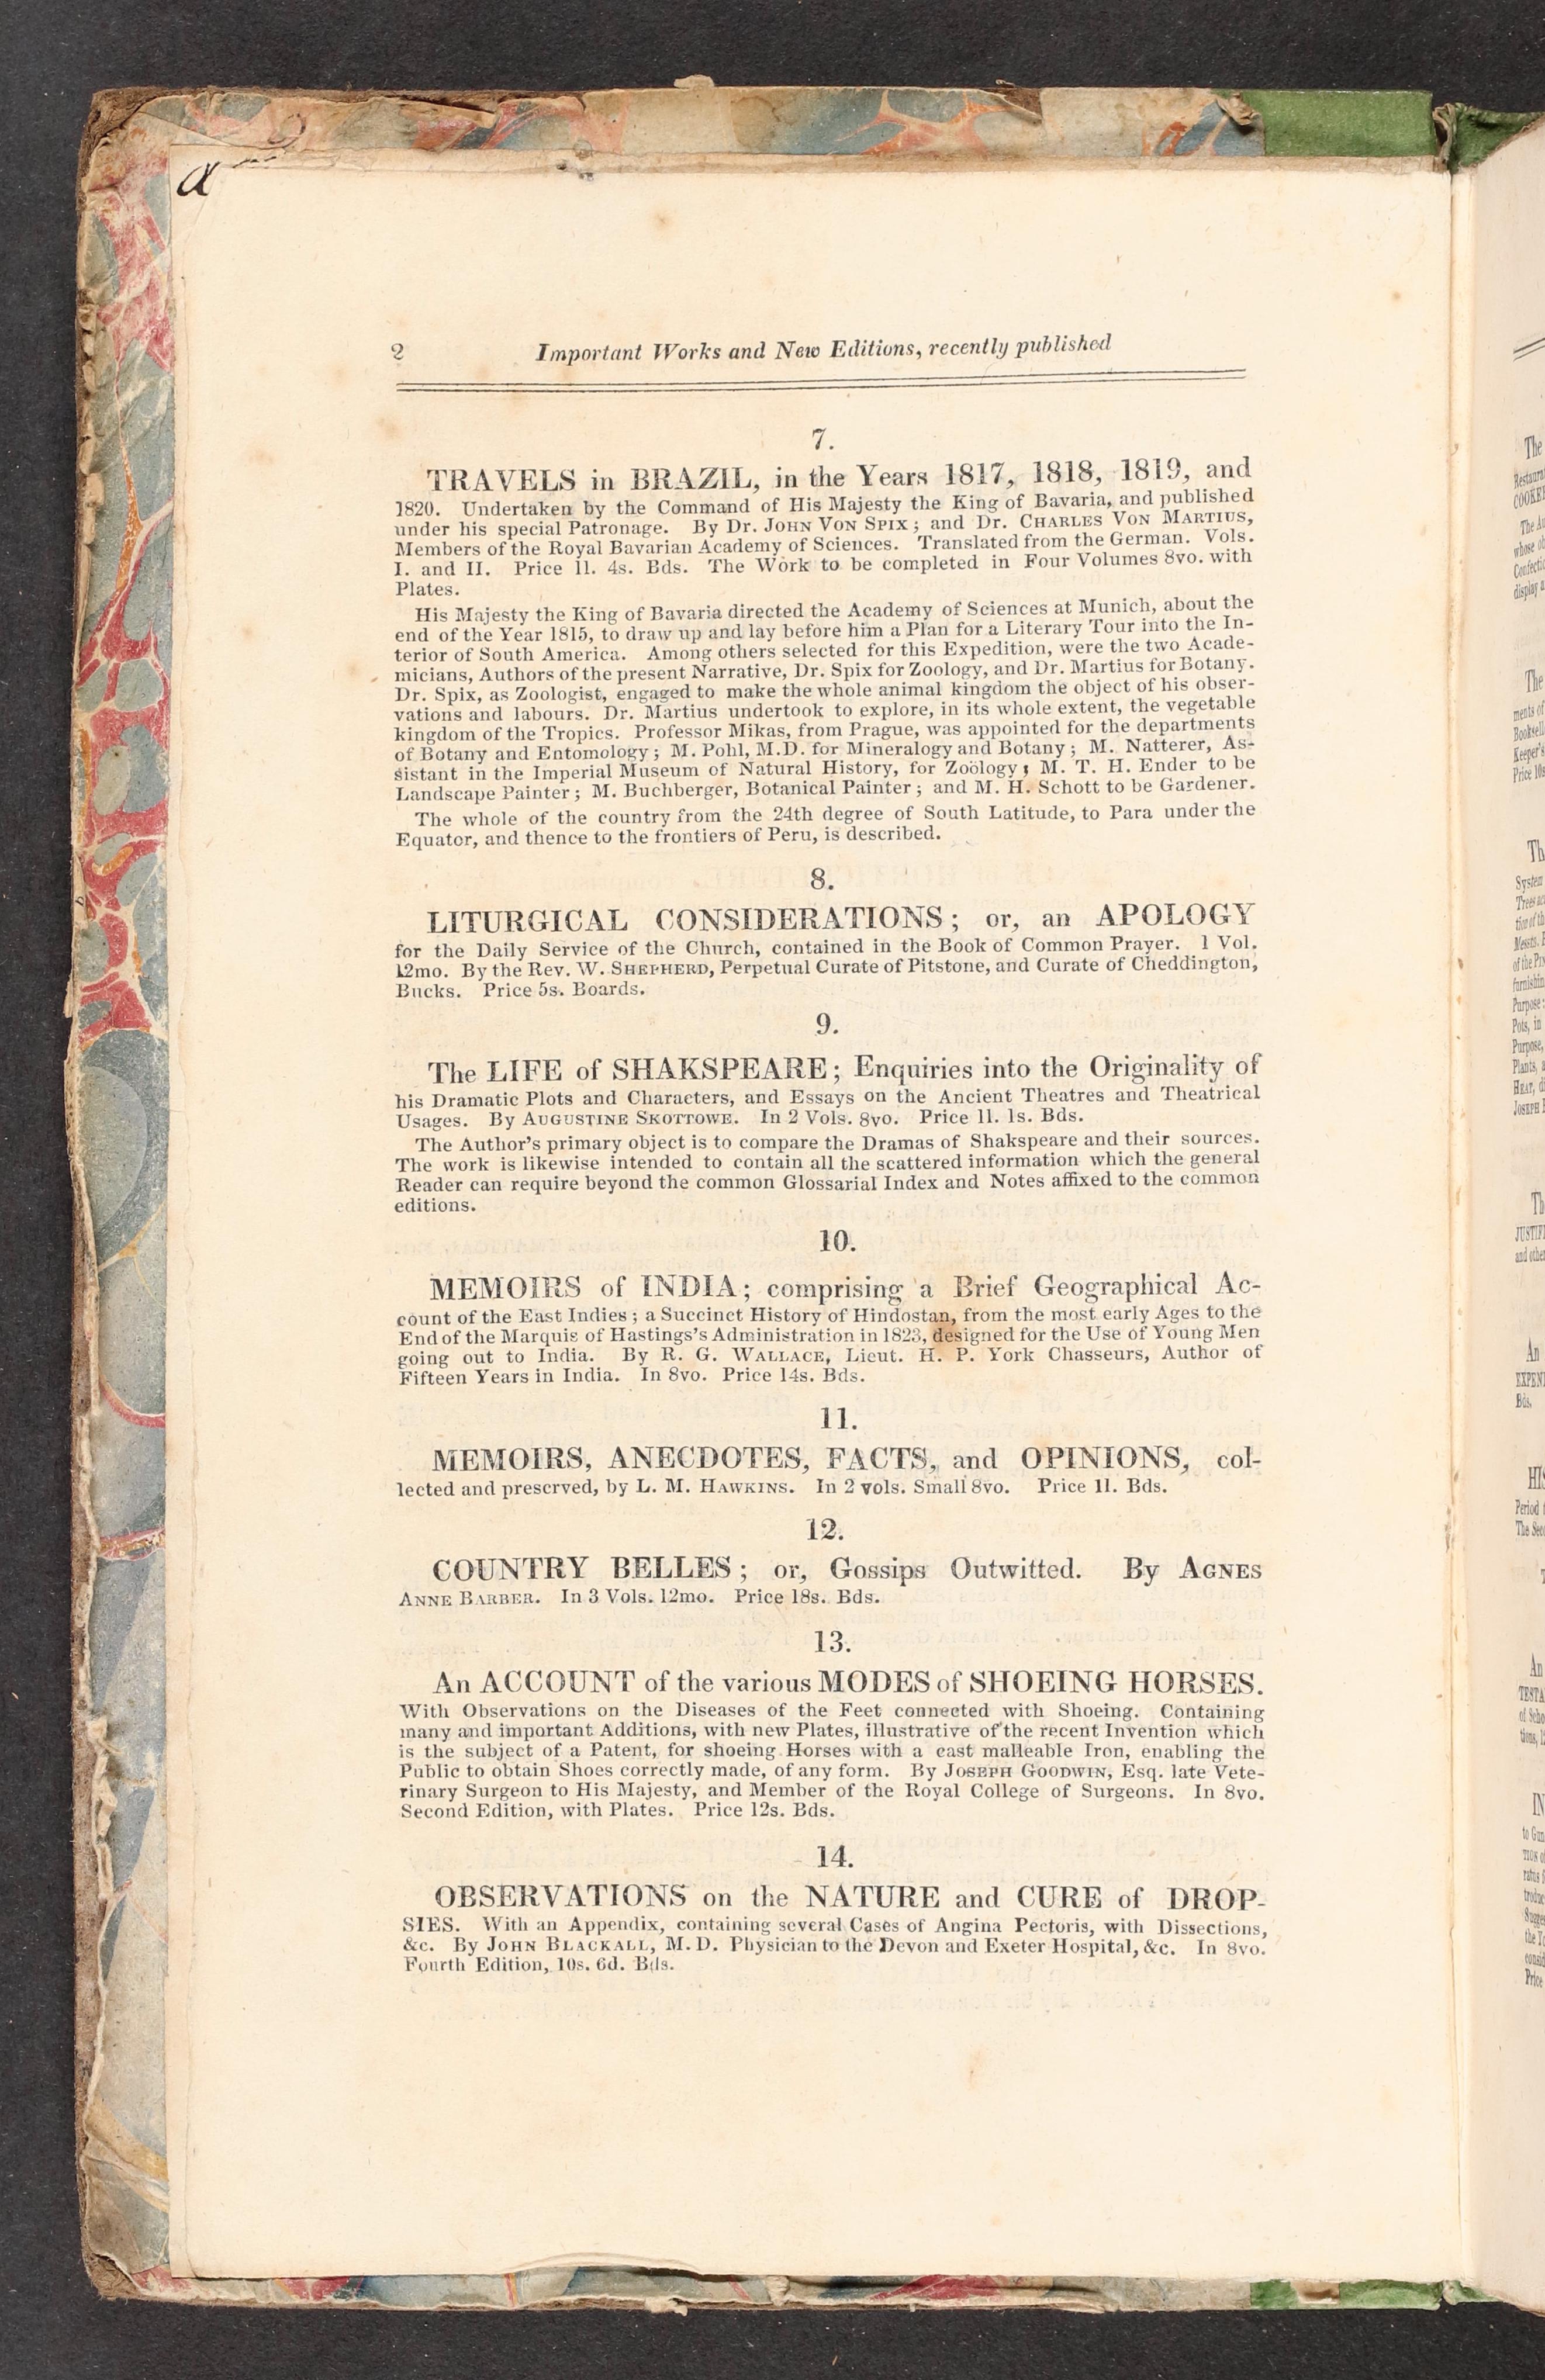 a
2 Important Works and New Editions, recently published
7.
TRAVELS in BRAZIL, in the Years 1817, 1818, 1819, and
1820. Undertaken by the Command of His Majesty the King of Bavaria, and published
under his special Patronage. By Dr. JOHN VON SPIX; and Dr. CHARLES VON MARTIUS,
Members of the Royal Bavarian Academy of Sciences. Translated from the German. Vols.
I. and II. Price 1l. 4s. Bds. The Work to be completed in Four Volumes 8vo. with
Plates.
His Majesty the King of Bavaria directed the Academy of Sciences at Munich, about the
end of the Year 1815, to draw up and lay before him a Plan for a Literary Tour into the In-
terior of South America. Among others selected for this Expedition, were the two Acade-
micians, Authors of the present Narrative, Dr. Spix for Zoology, and Dr. Martius for Botany.
Dr. Spix, as Zoologist, engaged to make the whole animal kingdom the object of his obser-
vations and labours. Dr. Martius undertook to explore, in its whole extent, the vegetable
kingdom of the Tropics. Professor Mikas, from Prague, was appointed for the departments
of Botany and Entomology; M. Pohl, M.D. for Mineralogy and Botany; M. Natterer, As-
sistant in the Imperial Museum of Natural History, for Zoology; M. T. H. Ender to be
Landscape Painter; M. Buchberger, Botanical Painter; and M. H. Schott to be Gardener.
The whole of the country from the 24th degree of South Latitude, to Para under the
Equator, and thence to the frontiers of Peru, is described.
8.
LITURGICAL CONSIDERATIONS; or, an APOLOGY
for the Daily Service of the Church, contained in the Book of Common Prayer. 1 Vol.
12mo. By the Rev. W. SHEPHERD, Perpetual Curate of Pitstone, and Curate of Cheddington,
Bucks. Price 5s. Boards.
9.
The LIFE of SHAKSPEARE; Enquiries into the Originality of
his Dramatic Plots and Characters, and Essays on the Ancient Theatres and Theatrical
Usages. By AUGUSTINE SKOTTOWE. In 2 Vols. 8vo. Price 1l. 1s. Bds.
The Author's primary object is to compare the Dramas of Shakspeare and their sources.
The work is likewise intended to contain all the scattered information which the general
Reader can require beyond the common Glossarial Index and Notes affixed to the common
editions.
10.
MEMOIRS of INDIA; comprising a Brief Geographical Ac-
count of the East Indies; a Succinct History of Hindostan, from the most early Ages to the
End of the Marquis of Hastings's Administration in 1823, designed for the Use of Young Men
going out to India. By R. G. WALLACE, Lieut. H. P. York Chasseurs, Author of
Fifteen Years in India. In 8vo. Price 14s. Bds.
11.
MEMOIRS, ANECDOTES, FACTS, and OPINIONS, col-
lected and preserved, by L. M. HAWKINS. In 2 vols. Small 8vo. Price 1l. Bds.
12.
COUNTRY BELLES; or, Gossips Outwitted. By AGNES
ANNE BARBER. In 3 Vols. 12mo. Price 18s. Bds.
13.
An ACCOUNT of the various MODES of SHOEING HORSES.
With Observations on the Diseases of the Feet connected with Shoeing. Containing
many and important Additions, with new Plates, illustrative of the recent Invention which
is the subject of a Patent, for shoeing Horses with a cast malleable Iron, enabling the
Public to obtain Shoes correctly made, of any form. By JOSEPH GOODWIN, Esq. late Vete-
rinary Surgeon to His Majesty, and Member of the Royal College of Surgeons. In 8vo.
Second Edition, with Plates. Price 12s. Bds.
14.
OBSERVATIONS on the NATURE and CURE of DROP-
SIES. With an Appendix, containing several Cases of Angina Pectoris, with Dissections,
&c. By JOHN BLACKALL, M.D. Physician to the Devon and Exeter Hospital, &c. In 8vo.
Fourth Edition, 10s. 6d. Bds.